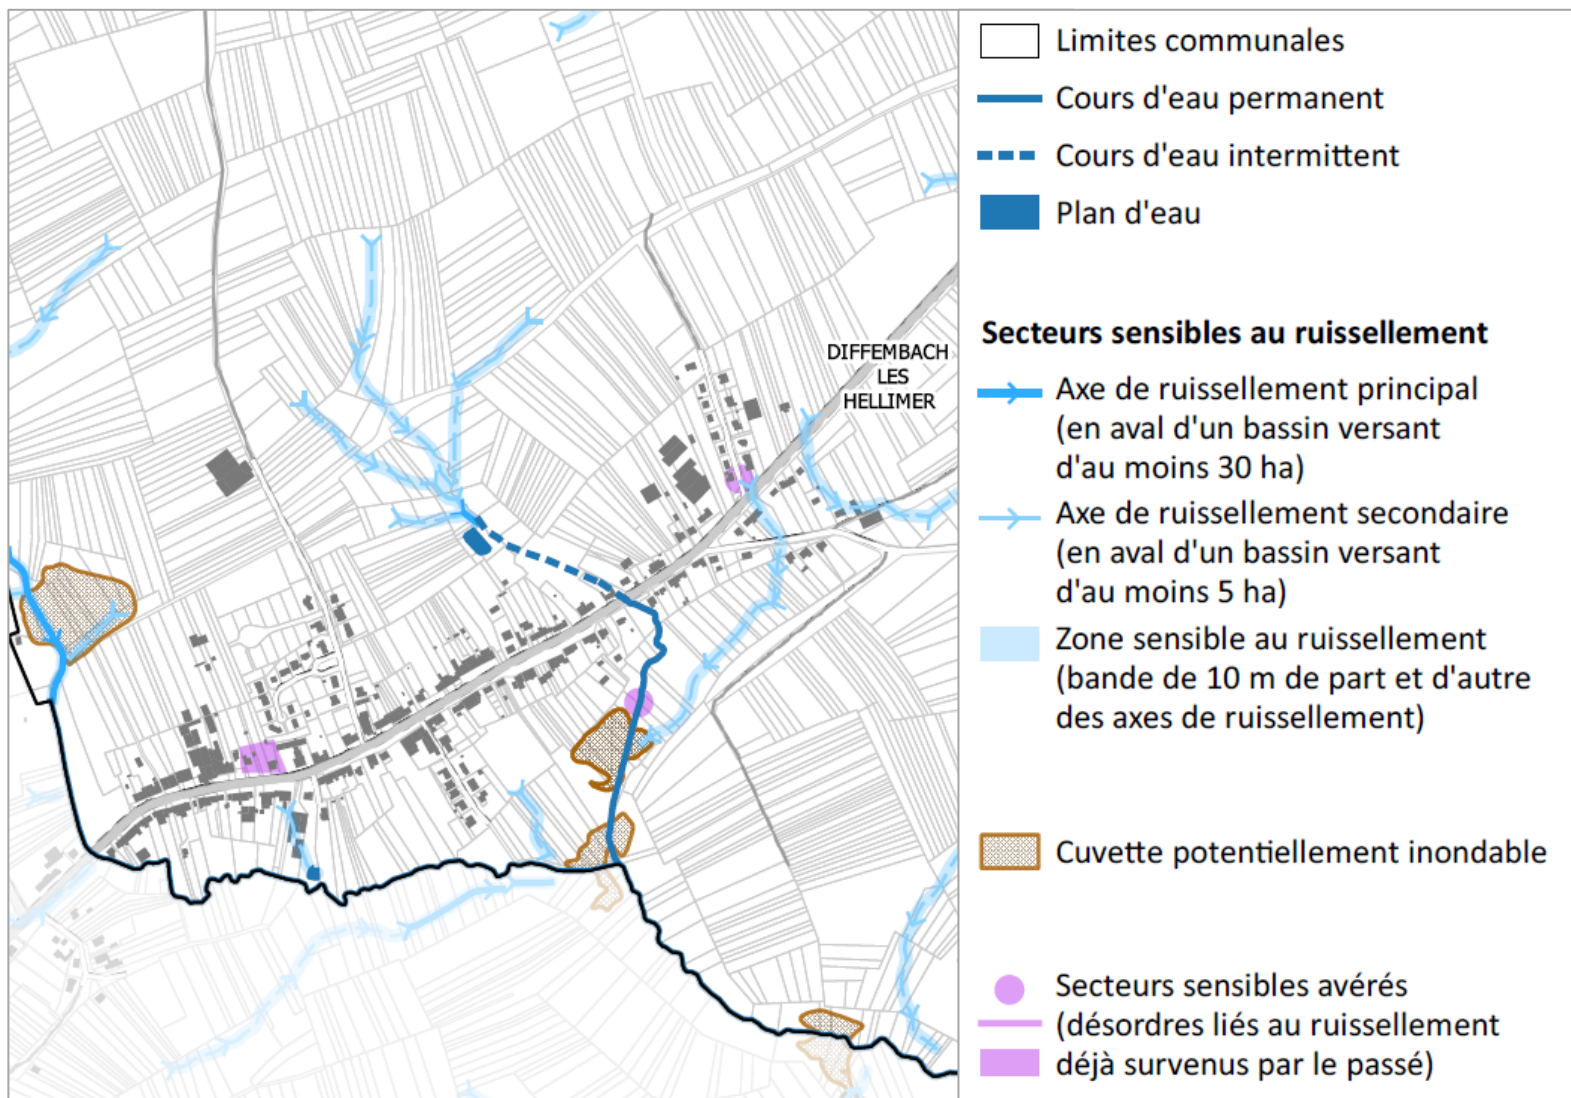 DIFFEMBACH
LES
HELLIMER
Limites communales
Cours d'eau permanent
Cours d'eau intermittent
Plan d'eau
Secteurs sensibles au ruissellement
Axe de ruissellement principal
(en aval d'un bassin versant
d'au moins 30 ha)
Axe de ruissellement secondaire
(en aval d'un bassin versant
d'au moins 5 ha)
Zone sensible au ruissellement
(bande de 10 m de part et d'autre
des axes de ruissellement)
Cuvette potentiellement inondable
Secteurs sensibles avérés
(désordres liés au ruissellement
déjà survenus par le passé)